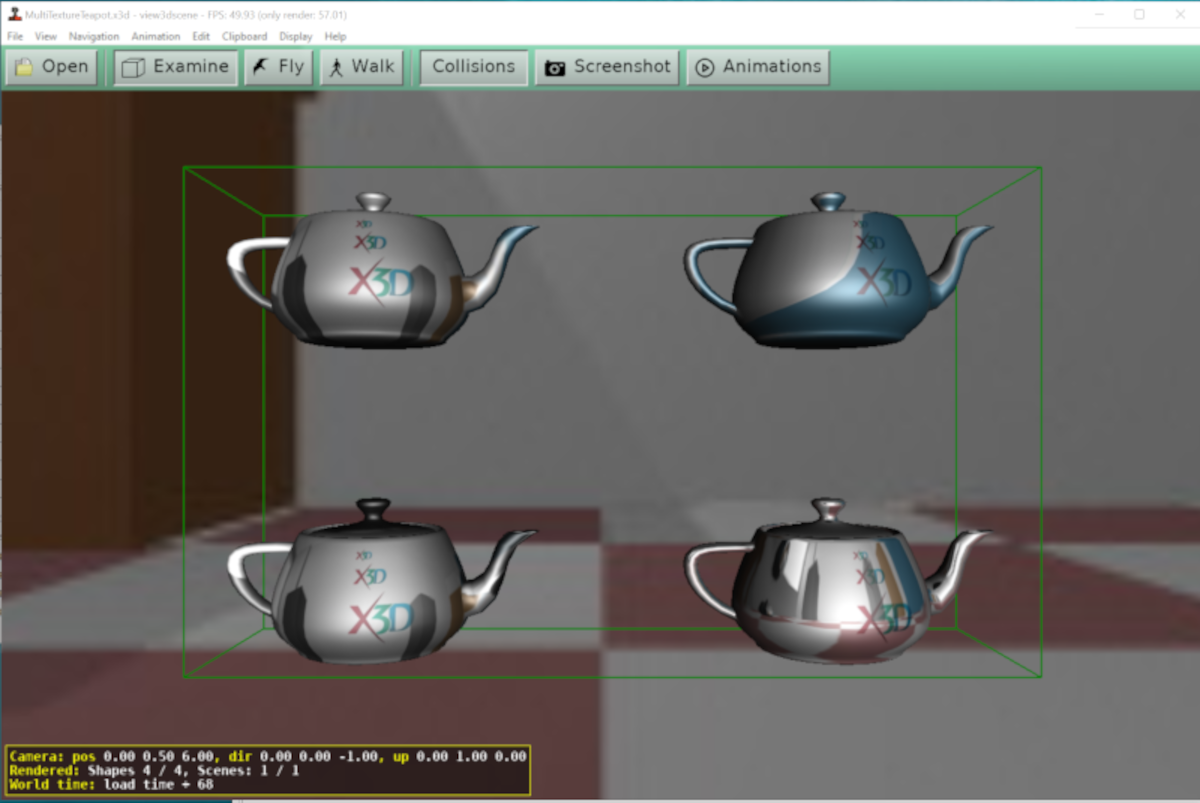 MultiTextureTeapot.x3d - view3dscene - FPS: 49.93 (only render: 57.01)
File View Navigation Animation Edit Clipboard Display Help
Open Examine Fly Walk Collisions Screenshot Animations
X3D X3D
X3D X3D
X3D X3D
X3D X3D
X3D X3D
X3D X3D
Camera: pos 0.00 0.50 6.00, dir 0.00 0.00 -1.00, up 0.00 1.00 0.00
Rendered: Shapes 4 / 4, Scenes: 1 / 1
World time: load time + 68